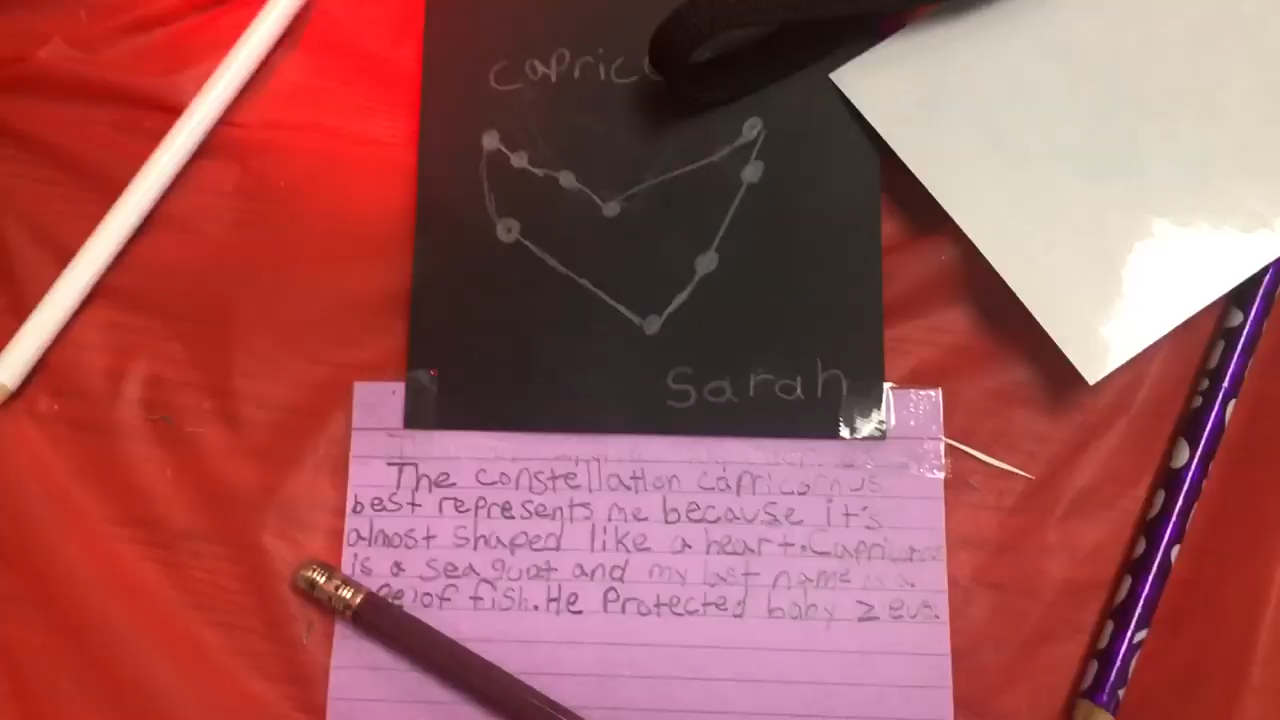 capric
Sarah
The constellation capricornus
best represents me because it's
almost shaped like a heart. Capricornus
is a sea goat and my last name is a
of fish. He Protected baby Zeus.